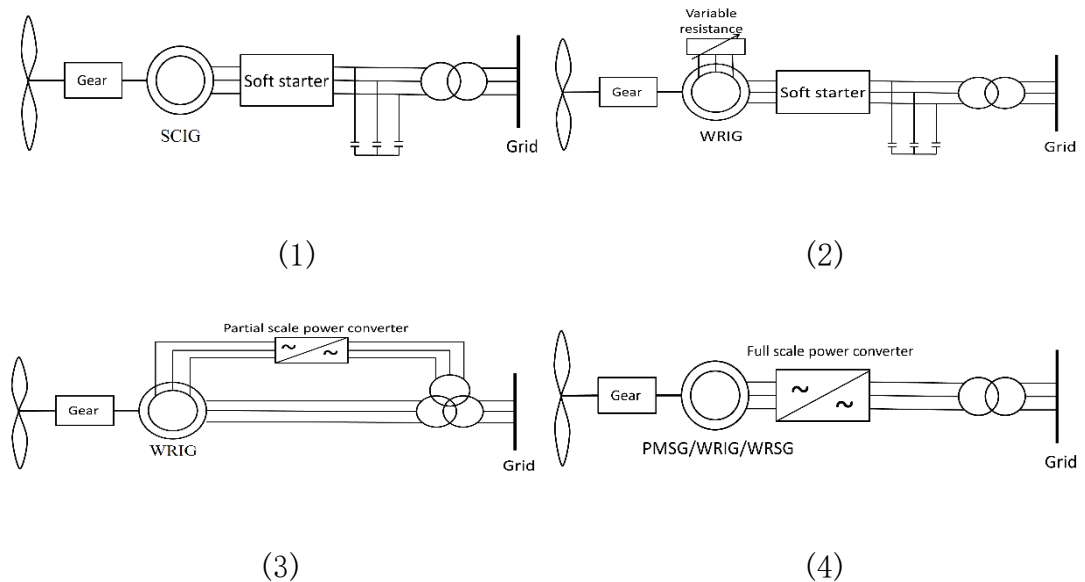 Gear
SCIG
Soft starter
Grid
(1)
Variable
resistance
Gear
WRIG
Soft starter
Grid
(2)
Partial scale power converter
~
~
Gear
WRIG
Grid
(3)
Full scale power converter
~
~
Gear
PMSG/WRIG/WRSG
Grid
(4)